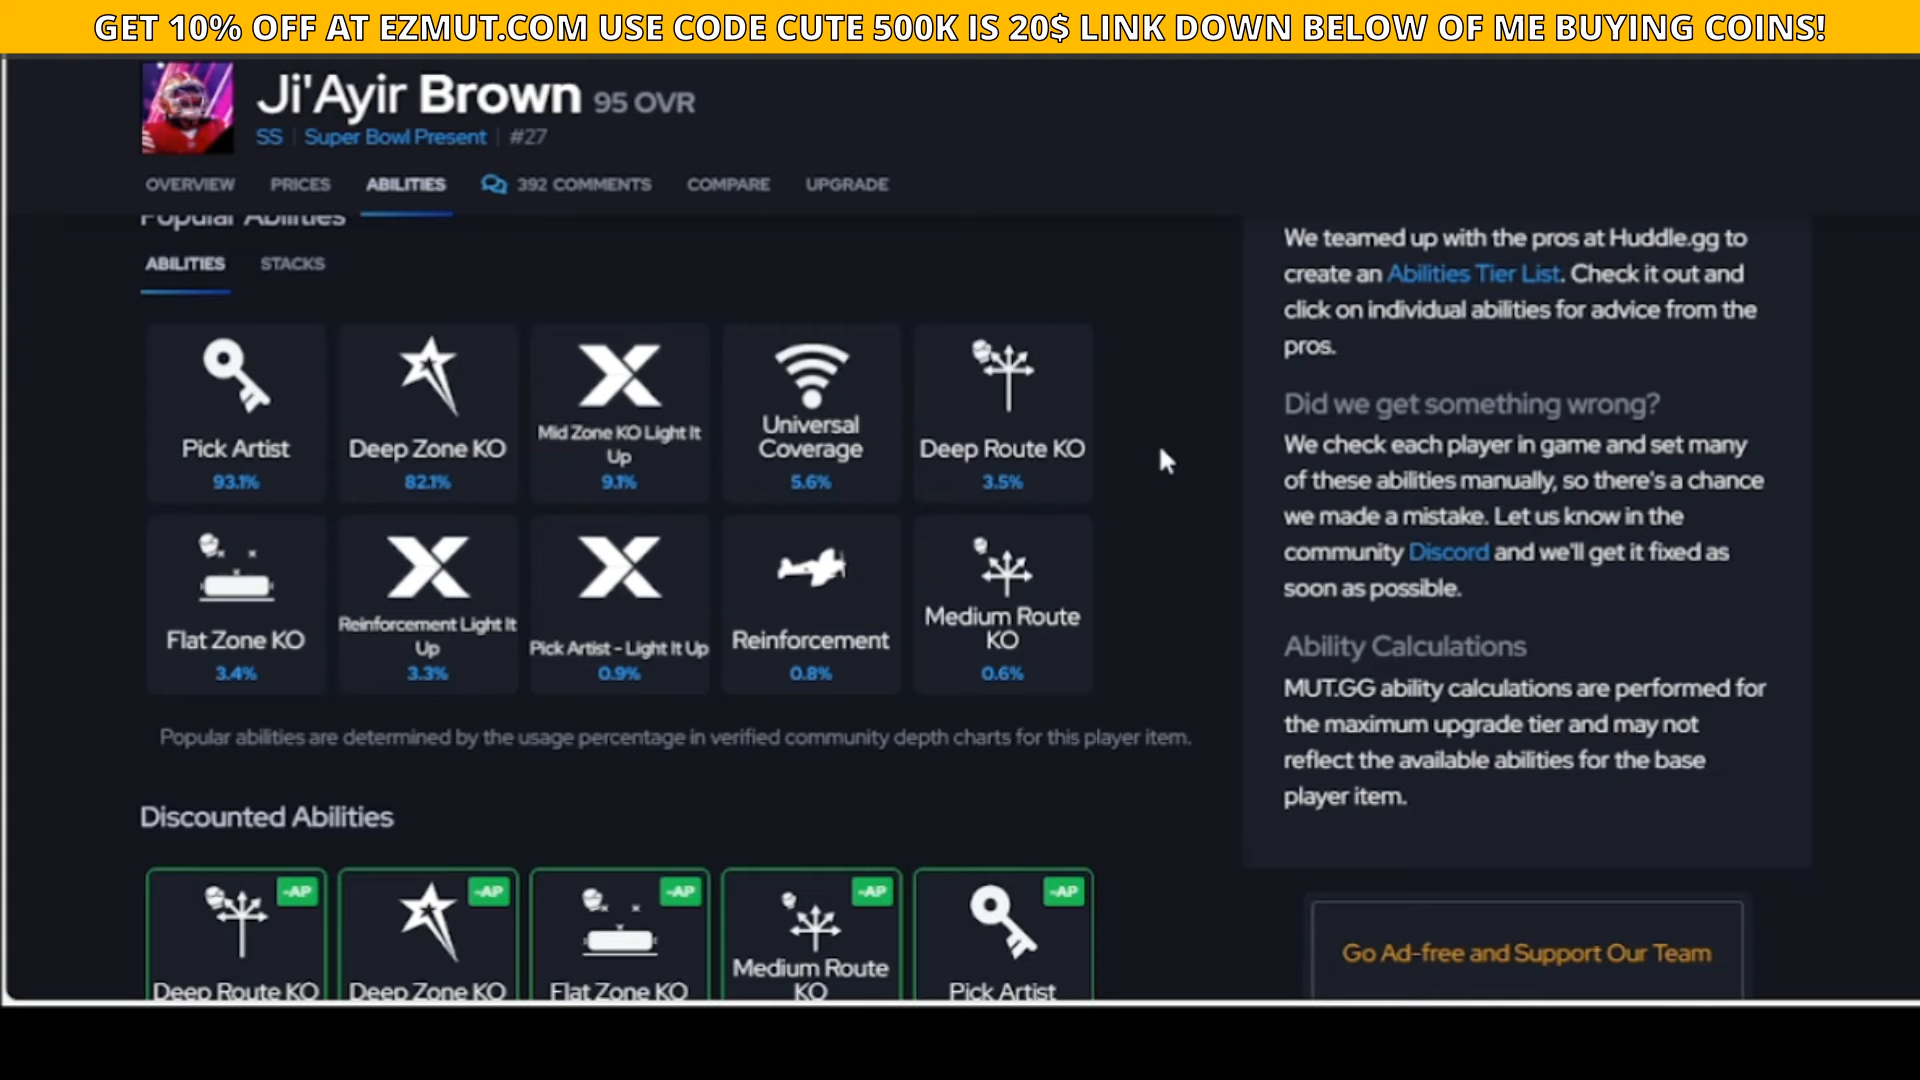 GET 10% OFF AT EZMUT.COM USE CODE CUTE 500K IS 20$ LINK DOWN BELOW OF ME BUYING COINS!
Ji'Ayir Brown 95 OVR
SS | Super Bowl Present | #27
OVERVIEW PRICES ABILITIES 392 COMMENTS COMPARE UPGRADE
Popular Abilities
ABILITIES STACKS
Pick Artist
93.1%
Deep Zone KO
82.1%
Mid Zone KO Light It
Up
9.1%
Universal
Coverage
5.6%
Deep Route KO
3.5%
Flat Zone KO
3.4%
Reinforcement Light It
Up
3.3%
Pick Artist - Light It Up
0.9%
Reinforcement
0.8%
Medium Route
KO
0.6%
Popular abilities are determined by the usage percentage in verified community depth charts for this player item.
Discounted Abilities
-AP
Deep Route KO
-AP
Deep Zone KO
-AP
Flat Zone KO
-AP
Medium Route
KO
-AP
Pick Artist
We teamed up with the pros at Huddle.gg to
create an Abilities Tier List. Check it out and
click on individual abilities for advice from the
pros.
Did we get something wrong?
We check each player in game and set many
of these abilities manually, so there's a chance
we made a mistake. Let us know in the
community Discord and we'll get it fixed as
soon as possible.
Ability Calculations
MUT.GG ability calculations are performed for
the maximum upgrade tier and may not
reflect the available abilities for the base
player item.
Go Ad-free and Support Our Team